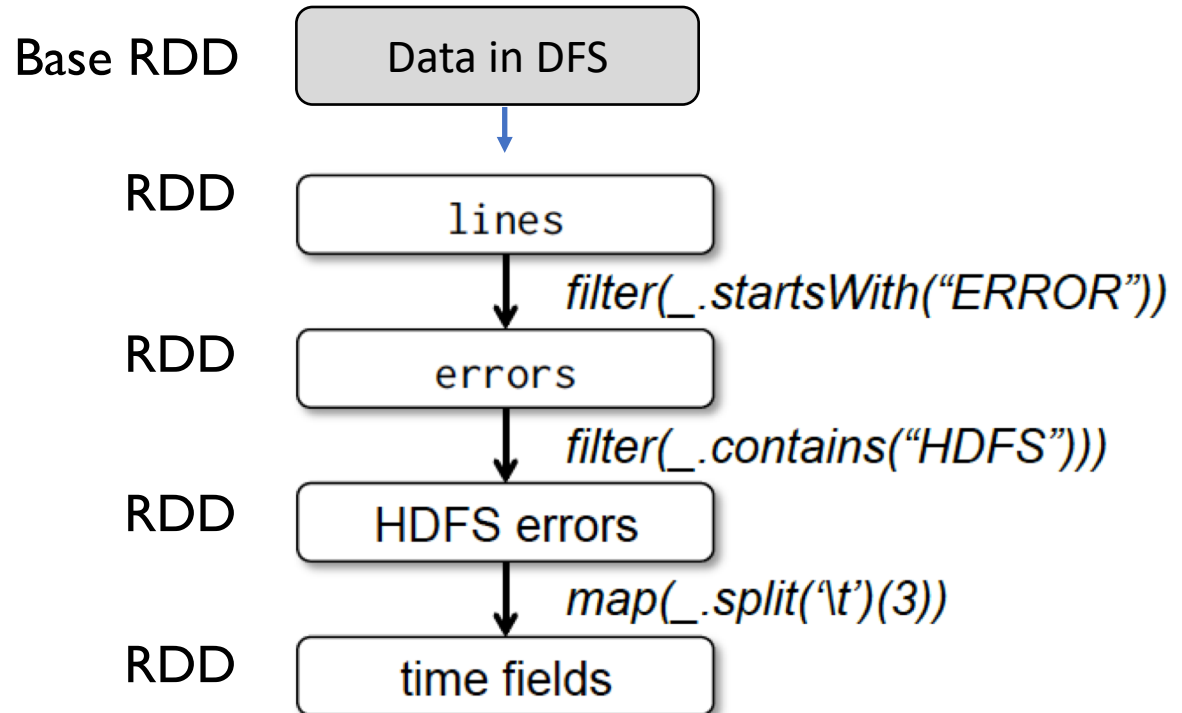 Base RDD
Data in DFS
RDD
lines
filter(_.startsWith(“ERROR”))
RDD
errors
filter(_.contains(“HDFS”)))
RDD
HDFS errors
map(_.split(‘\t’)(3))
RDD
time fields